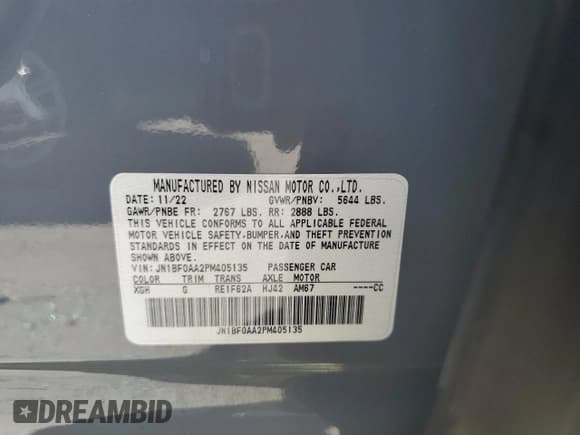 MANUFACTURED BY NISSAN MOTOR CO.,LTD.
DATE: 11/22 GVWR/PNBV: 5644 LBS.
GAWR/PNBE FR: 2767 LBS. RR: 2888 LBS.
THIS VEHICLE CONFORMS TO ALL APPLICABLE FEDERAL
MOTOR VEHICLE SAFETY,BUMPER,AND THEFT PREVENTION
STANDARDS IN EFFECT ON THE DATE OF MANUFACTURE
SHOWN ABOVE.
VIN: JN1BF0AA2PM405135 PASSENGER CAR
COLOR TRIM TRANS AXLE MOTOR
XGH G RE1F62A HJ42 AM67 ----CC
JN1BF0AA2PM405135
DREAMBID